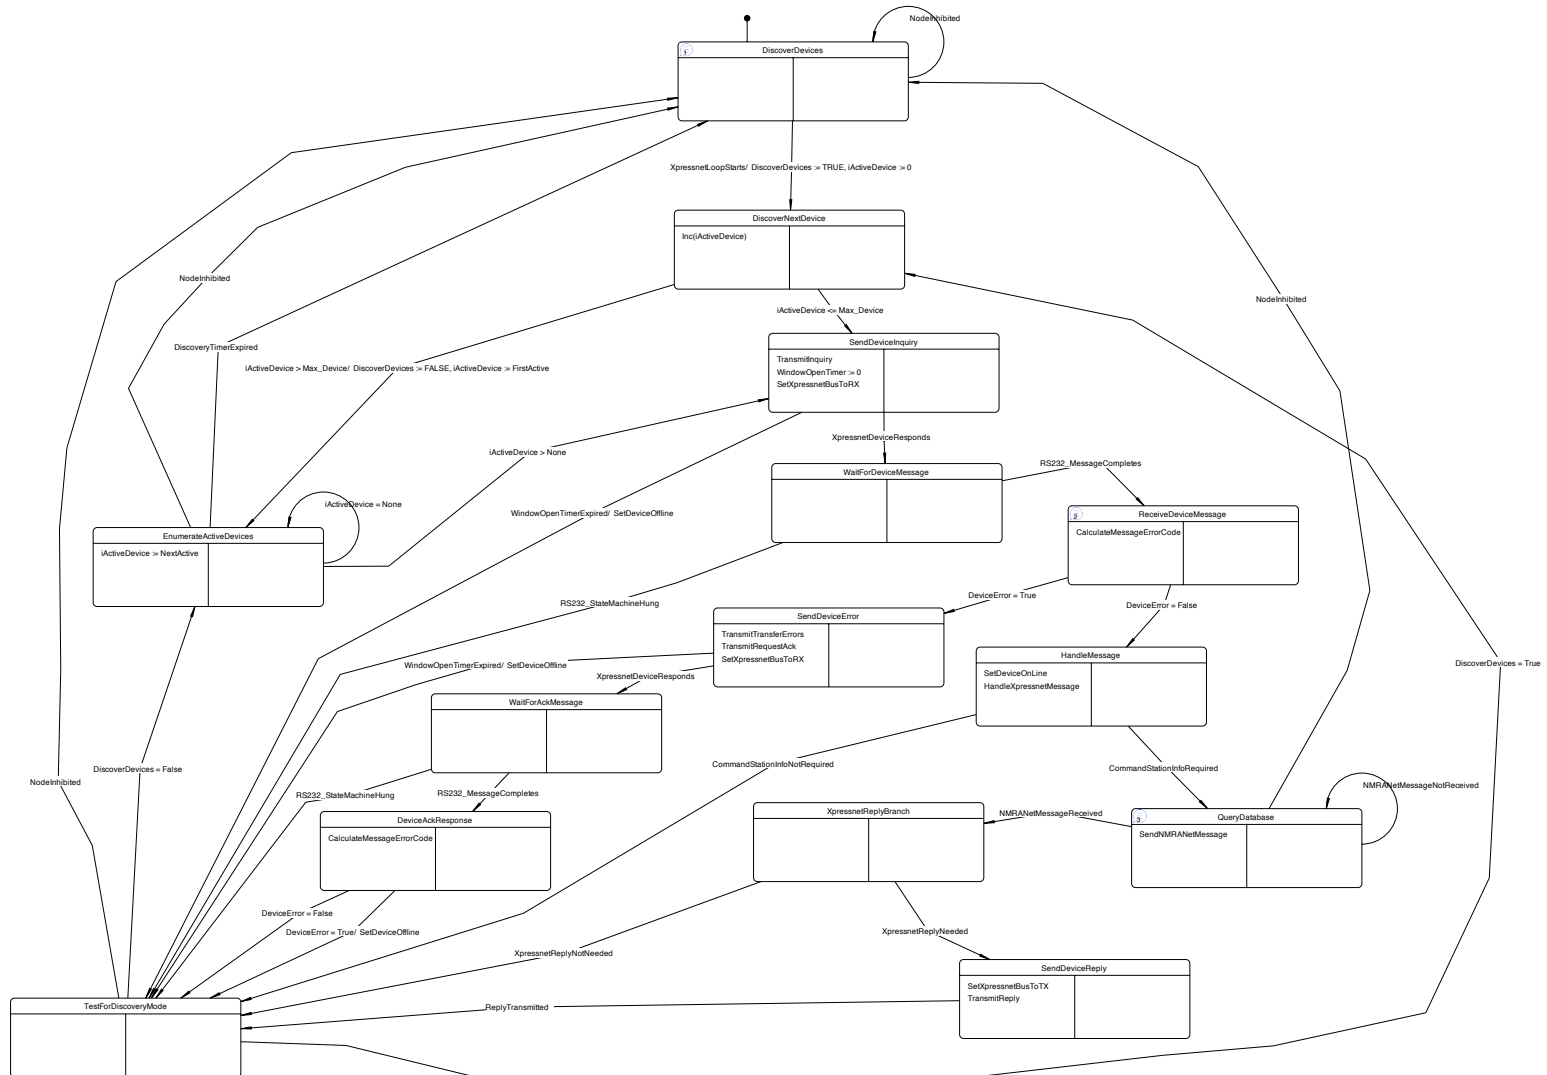 NodeInhibited
1
DiscoverDevices
XpressnetLoopStarts/ DiscoverDevices := TRUE, iActiveDevice := 0
DiscoverNextDevice
Inc(iActiveDevice)
NodeInhibited
NodeInhibited
iActiveDevice <= Max_Device
DiscoveryTimerExpired
SendDeviceInquiry
TransmitInquiry
WindowOpenTimer := 0
SetXpressnetBusToRX
iActiveDevice > Max_Device/ DiscoverDevices := FALSE, iActiveDevice := FirstActive
XpressnetDeviceResponds
iActiveDevice > None
RS232_MessageCompletes
WaitForDeviceMessage
iActiveDevice = None
WindowOpenTimerExpired/ SetDeviceOffline
2
ReceiveDeviceMessage
CalculateMessageErrorCode
EnumerateActiveDevices
iActiveDevice := NextActive
DeviceError = True
RS232_StateMachineHung
DeviceError = False
SendDeviceError
TransmitTransferErrors
TransmitRequestAck
SetXpressnetBusToRX
HandleMessage
SetDeviceOnLine
HandleXpressnetMessage
WindowOpenTimerExpired/ SetDeviceOffline
DiscoverDevices = True
XpressnetDeviceResponds
WaitForAckMessage
CommandStationInfoNotRequired
DiscoverDevices = False
CommandStationInfoRequired
NodeInhibited
RS232_StateMachineHung
RS232_MessageCompletes
NMRANetMessageNotReceived
XpressnetReplyBranch
NMRANetMessageReceived
3
QueryDatabase
SendNMRANetMessage
DeviceAckResponse
CalculateMessageErrorCode
DeviceError = False
DeviceError = True/ SetDeviceOffline
XpressnetReplyNeeded
XpressnetReplyNotNeeded
SendDeviceReply
SetXpressnetBusToTX
TransmitReply
TestForDiscoveryMode
ReplyTransmitted